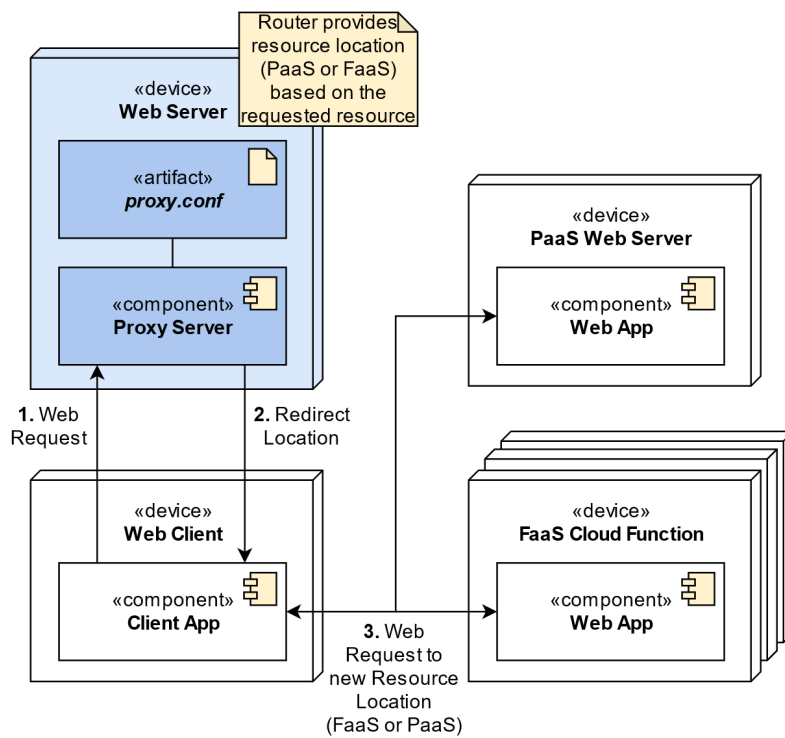 Router provides
resource location
(PaaS or FaaS)
based on the
requested resource
«device»
Web Server
«artifact»
proxy.conf
«component»
Proxy Server
«device»
PaaS Web Server
«component»
Web App
1. Web
Request
2. Redirect
Location
«device»
Web Client
«component»
Client App
«device»
FaaS Cloud Function
«component»
Web App
3. Web
Request to
new Resource
Location
(FaaS or PaaS)